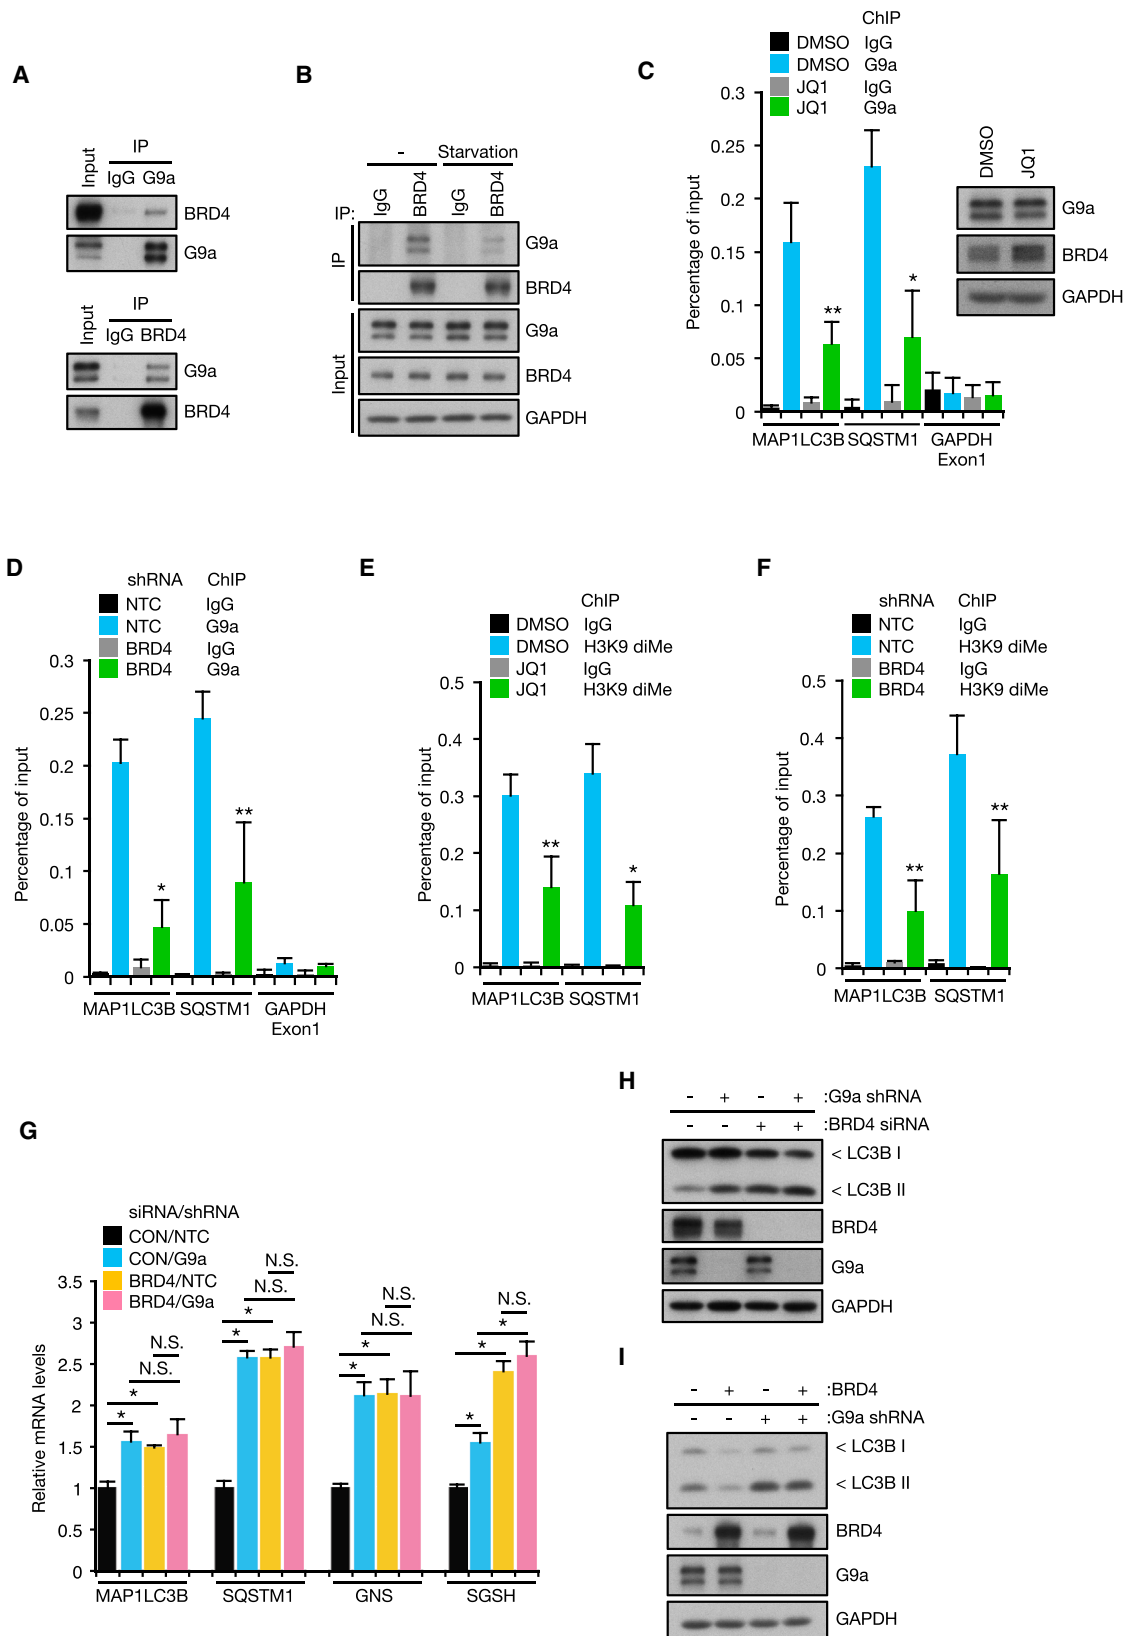 A
IP
Input
IgG G9a
BRD4
G9a
IP
Input
IgG BRD4
G9a
BRD4
B
- Starvation
IP: IgG BRD4 IgG BRD4
IP
G9a
BRD4
Input
G9a
BRD4
GAPDH
C
ChIP
DMSO IgG
DMSO G9a
JQ1 IgG
JQ1 G9a
Percentage of input
0.3
0.25
0.2
0.15
0.1
0.05
0
**
*
MAP1LC3B SQSTM1 GAPDH
Exon1
DMSO JQ1
G9a
BRD4
GAPDH
D
shRNA ChIP
NTC IgG
NTC G9a
BRD4 IgG
BRD4 G9a
Percentage of input
0.3
0.25
0.2
0.15
0.1
0.05
0
*
**
MAP1LC3B SQSTM1 GAPDH
Exon1
E
ChIP
DMSO IgG
DMSO H3K9 diMe
JQ1 IgG
JQ1 H3K9 diMe
Percentage of input
0.5
0.4
0.3
0.2
0.1
0
**
*
MAP1LC3B SQSTM1
F
shRNA ChIP
NTC IgG
NTC H3K9 diMe
BRD4 IgG
BRD4 H3K9 diMe
Percentage of input
0.5
0.4
0.3
0.2
0.1
0
**
**
MAP1LC3B SQSTM1
G
siRNA/shRNA
CON/NTC
CON/G9a
BRD4/NTC
BRD4/G9a
Relative mRNA levels
3.5
3
2.5
2
1.5
1
0.5
0
N.S.
N.S.
*
*
N.S.
N.S.
*
*
N.S.
N.S.
*
*
N.S.
*
*
*
MAP1LC3B SQSTM1 GNS SGSH
H
- + - + :G9a shRNA
- - + + :BRD4 siRNA
< LC3B I
< LC3B II
BRD4
G9a
GAPDH
I
- + - + :BRD4
- - + + :G9a shRNA
< LC3B I
< LC3B II
BRD4
G9a
GAPDH